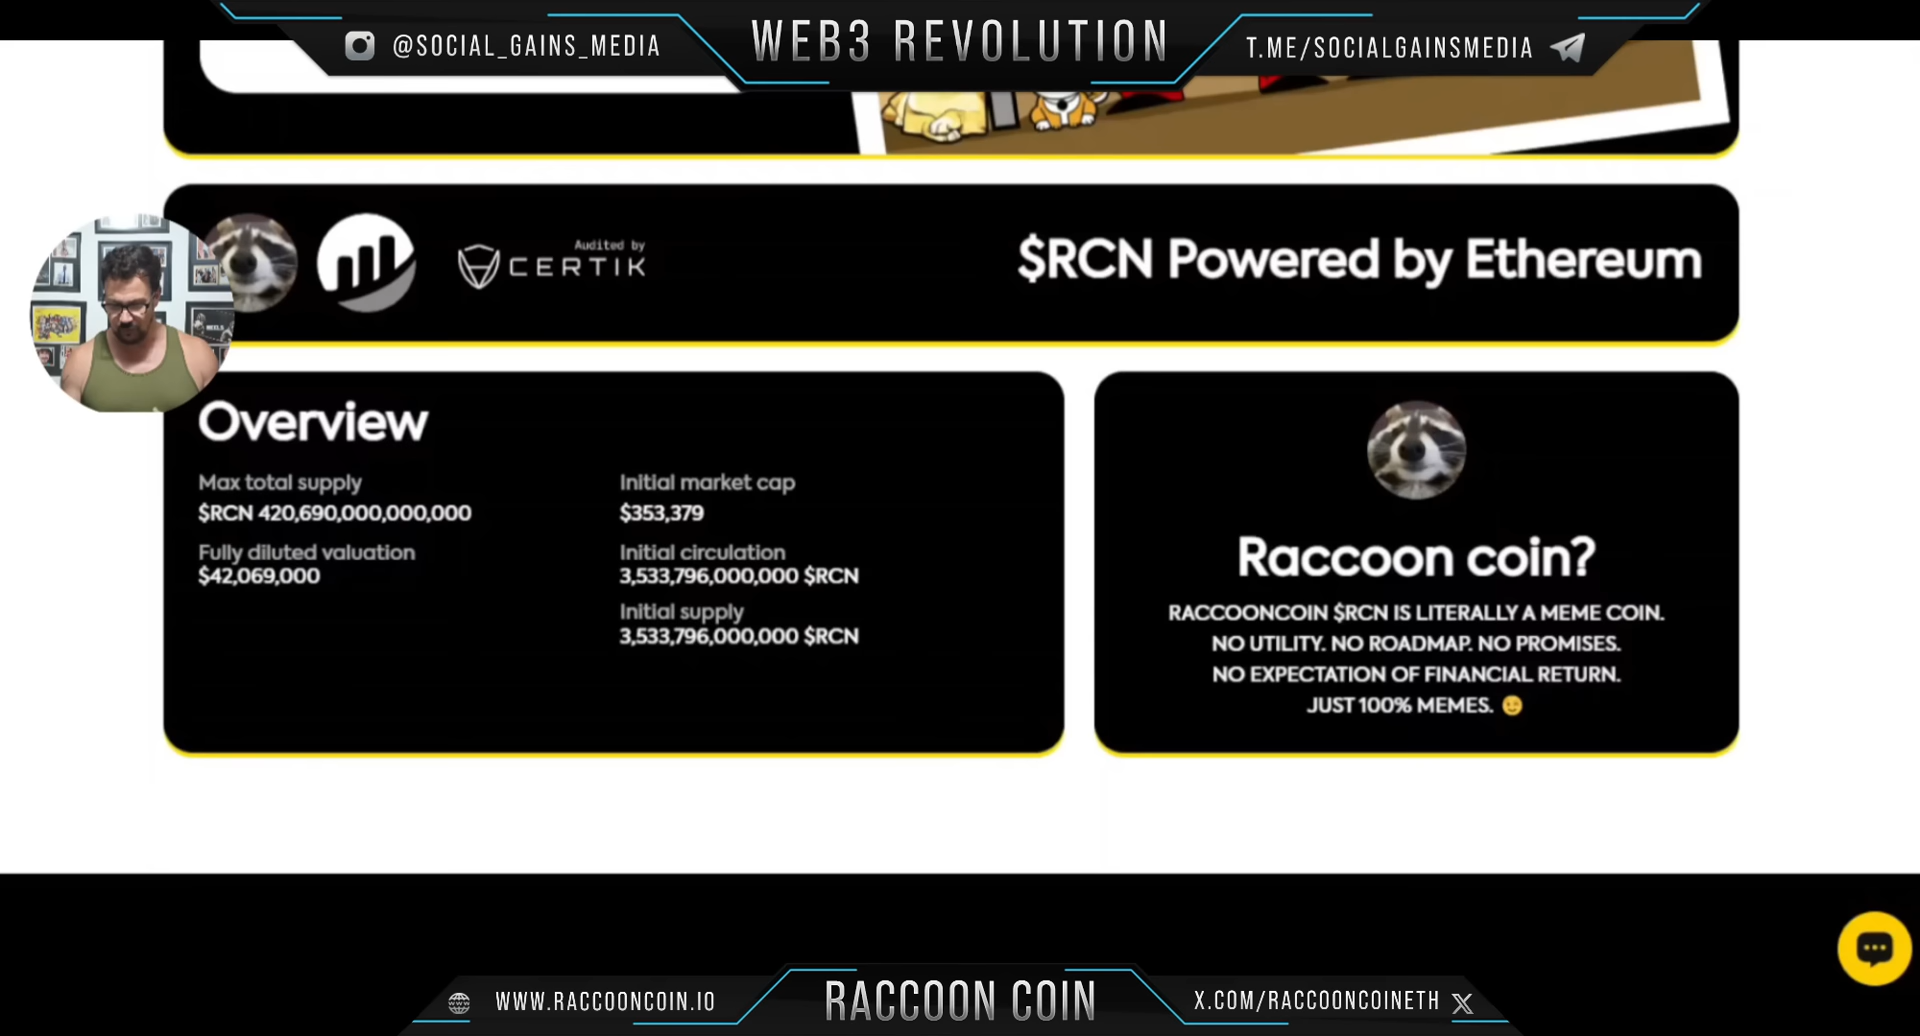 @SOCIAL_GAINS_MEDIA
WEB3 REVOLUTION
T.ME/SOCIALGAINSMEDIA
Audited by
CERTIK
$RCN Powered by Ethereum
Overview
Max total supply
$RCN 420,690,000,000,000
Fully diluted valuation
$42,069,000
Initial market cap
$353,379
Initial circulation
3,533,796,000,000 $RCN
Initial supply
3,533,796,000,000 $RCN
Raccoon coin?
RACCOONCOIN $RCN IS LITERALLY A MEME COIN.
NO UTILITY. NO ROADMAP. NO PROMISES.
NO EXPECTATION OF FINANCIAL RETURN.
JUST 100% MEMES. 😉
WWW.RACCOONCOIN.IO
RACCOON COIN
X.COM/RACCOONCOINETH